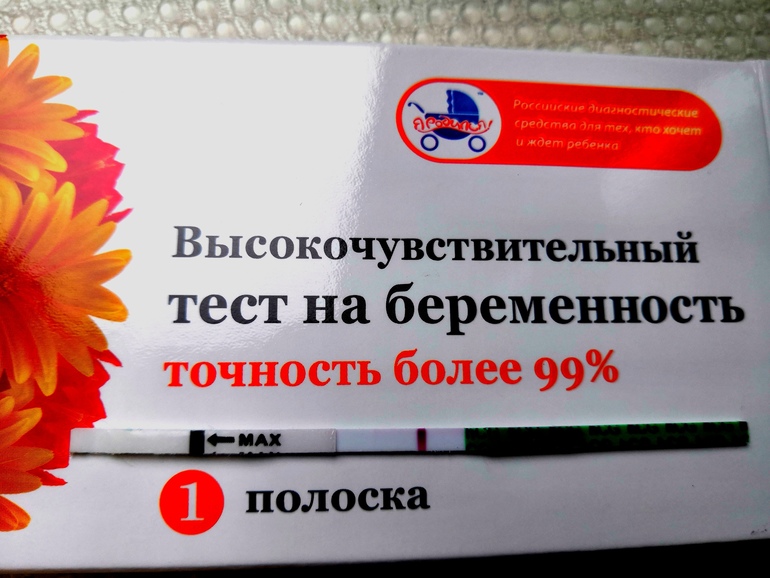 Я РОДИЛАСЬ!
Российские диагностические
средства для тех, кто хочет
и ждет ребенка
Высокочувствительный
тест на беременность
точность более 99%
MAX
1 полоска